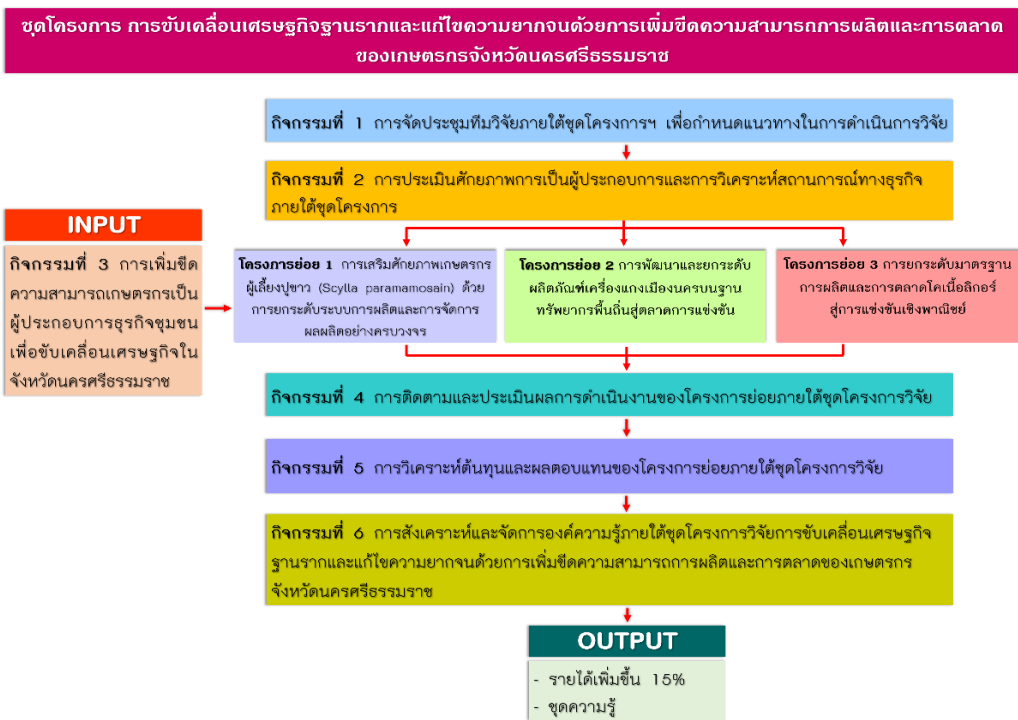 ชุดโครงการ การขับเคลื่อนเศรษฐกิจฐานรากและแก้ไขความยากจนด้วยการเพิ่มขีดความสามารถการผลิตและการตลาด
ของเกษตรกรจังหวัดนครศรีธรรมราช
กิจกรรมที่ 1 การจัดประชุมทีมวิจัยภายใต้ชุดโครงการฯ เพื่อกำหนดแนวทางในการดำเนินการวิจัย
กิจกรรมที่ 2 การประเมินศักยภาพการเป็นผู้ประกอบการและการวิเคราะห์สถานการณ์ทางธุรกิจ
ภายใต้ชุดโครงการ
INPUT
กิจกรรมที่ 3 การเพิ่มขีด
ความสามารถเกษตรกรเป็น
ผู้ประกอบการธุรกิจชุมชน
เพื่อขับเคลื่อนเศรษฐกิจใน
จังหวัดนครศรีธรรมราช
โครงการย่อย 1 การเสริมศักยภาพเกษตรกร
ผู้เลี้ยงปูขาว (Scylla paramamosain) ด้วย
การยกระดับระบบการผลิตและการจัดการ
ผลผลิตอย่างครบวงจร
โครงการย่อย 2 การพัฒนาและยกระดับ
ผลิตภัณฑ์เครื่องแกงเมืองนครบนฐาน
ทรัพยากรพื้นถิ่นสู่ตลาดการแข่งขัน
โครงการย่อย 3 การยกระดับมาตรฐาน
การผลิตและการตลาดโคเนื้อลิกอร์
สู่การแข่งขันเชิงพาณิชย์
กิจกรรมที่ 4 การติดตามและประเมินผลการดำเนินงานของโครงการย่อยภายใต้ชุดโครงการวิจัย
กิจกรรมที่ 5 การวิเคราะห์ต้นทุนและผลตอบแทนของโครงการย่อยภายใต้ชุดโครงการวิจัย
กิจกรรมที่ 6 การสังเคราะห์และจัดการองค์ความรู้ภายใต้ชุดโครงการวิจัยการขับเคลื่อนเศรษฐกิจ
ฐานรากและแก้ไขความยากจนด้วยการเพิ่มขีดความสามารถการผลิตและการตลาดของเกษตรกร
จังหวัดนครศรีธรรมราช
OUTPUT
- รายได้เพิ่มขึ้น 15%
- ชุดความรู้